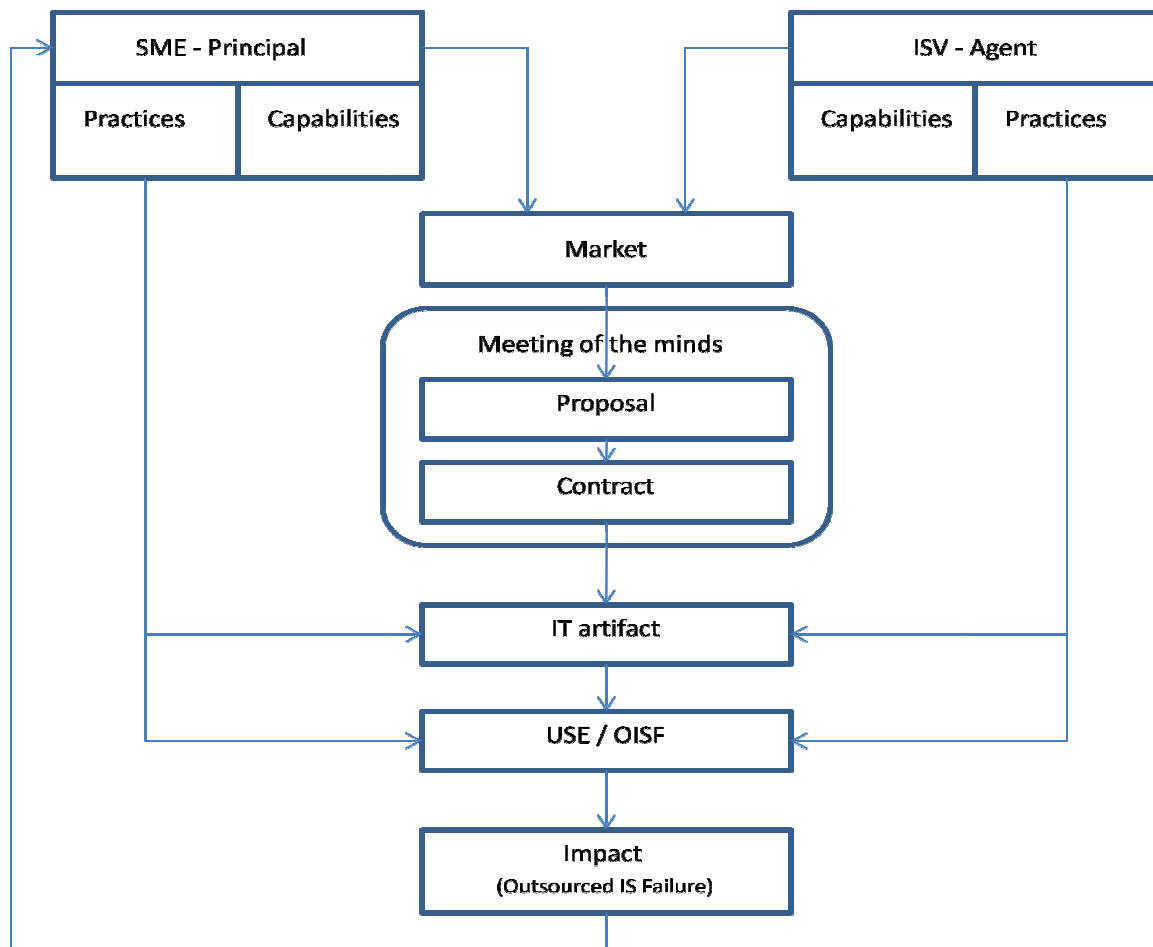 SME - Principal
ISV - Agent
Practices
Capabilities
Capabilities
Practices
Market
Meeting of the minds
Proposal
Contract
IT artifact
USE / OISF
Impact
(Outsourced IS Failure)